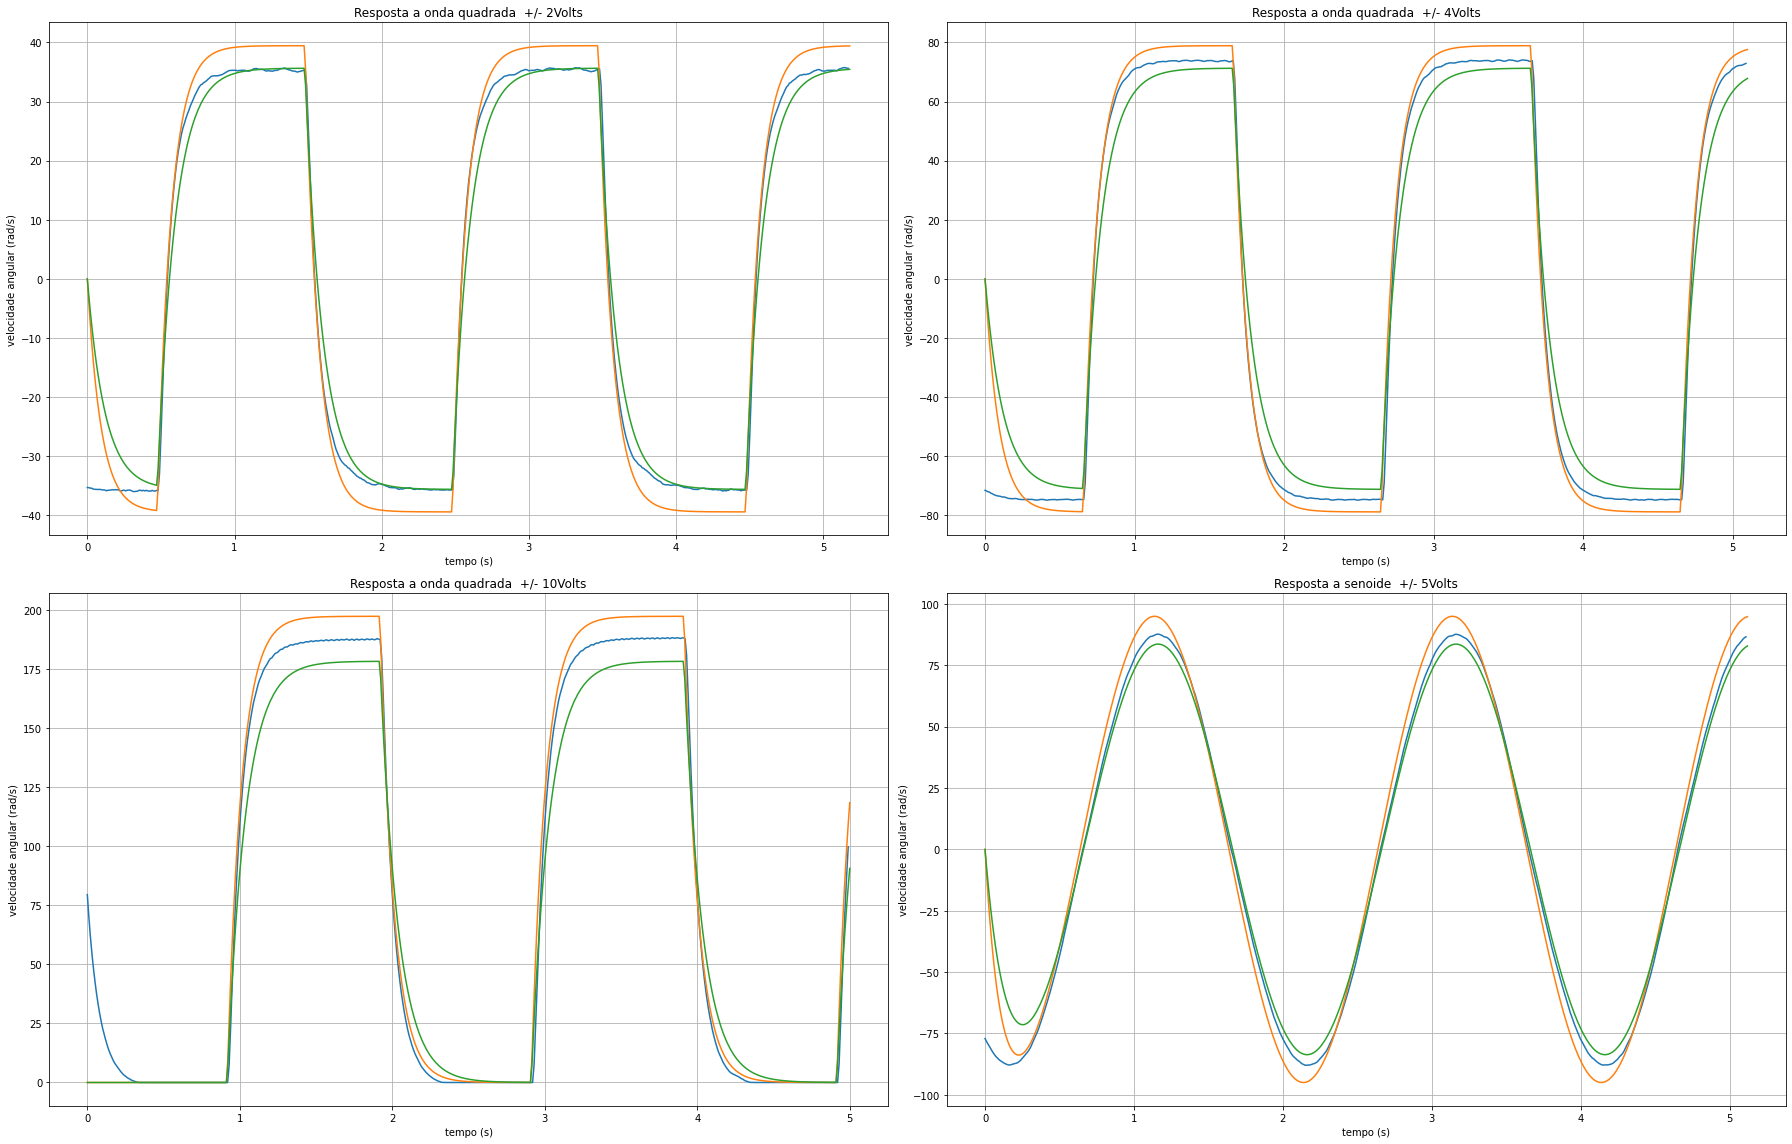 Resposta a onda quadrada  +/- 2Volts
velocidade angular (rad/s)
40
30
20
10
0
−10
−20
−30
−40
0 1 2 3 4 5
tempo (s)
Resposta a onda quadrada  +/- 4Volts
velocidade angular (rad/s)
80
60
40
20
0
−20
−40
−60
−80
0 1 2 3 4 5
tempo (s)
Resposta a onda quadrada  +/- 10Volts
velocidade angular (rad/s)
200
175
150
125
100
75
50
25
0
0 1 2 3 4 5
tempo (s)
Resposta a senoide  +/- 5Volts
velocidade angular (rad/s)
100
75
50
25
0
−25
−50
−75
−100
0 1 2 3 4 5
tempo (s)